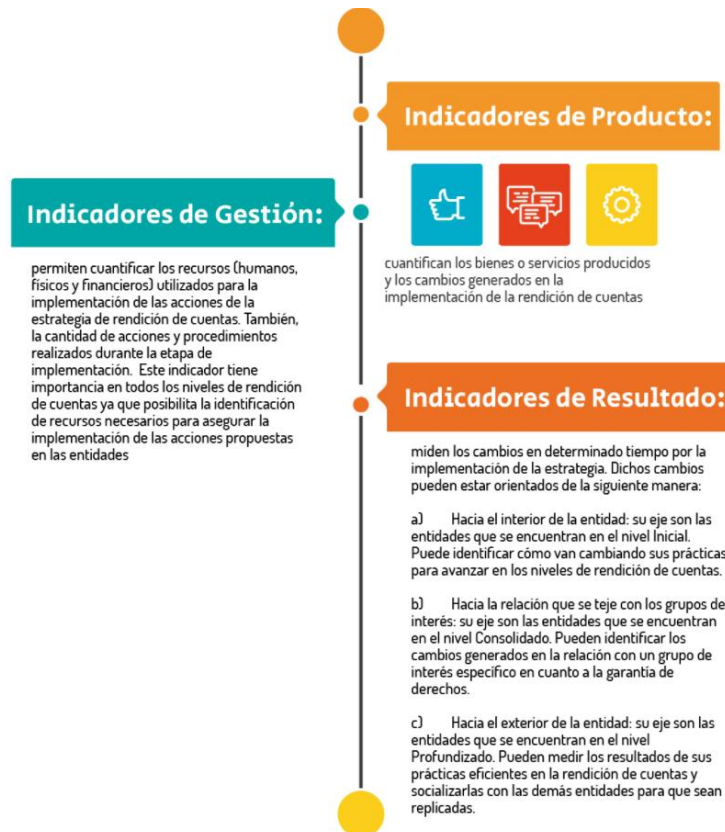 Indicadores de Producto:
cuantifican los bienes o servicios producidos
y los cambios generados en la
implementación de la rendición de cuentas
Indicadores de Gestión:
permiten cuantificar los recursos (humanos,
físicos y financieros) utilizados para la
implementación de las acciones de la
estrategia de rendición de cuentas. También,
la cantidad de acciones y procedimientos
realizados durante la etapa de
implementación. Este indicador tiene
importancia en todos los niveles de rendición
de cuentas ya que posibilita la identificación
de recursos necesarios para asegurar la
implementación de las acciones propuestas
en las entidades
Indicadores de Resultado:
miden los cambios en determinado tiempo por la
implementación de la estrategia. Dichos cambios
pueden estar orientados de la siguiente manera:
a) Hacia el interior de la entidad: su eje son las
entidades que se encuentran en el nivel Inicial.
Puede identificar cómo van cambiando sus prácticas
para avanzar en los niveles de rendición de cuentas.
b) Hacia la relación que se teje con los grupos de
interés: su eje son las entidades que se encuentran
en el nivel Consolidado. Pueden identificar los
cambios generados en la relación con un grupo de
interés específico en cuanto a la garantía de
derechos.
c) Hacia el exterior de la entidad: su eje son las
entidades que se encuentran en el nivel
Profundizado. Pueden medir los resultados de sus
prácticas eficientes en la rendición de cuentas y
socializarlas con las demás entidades para que sean
replicadas.